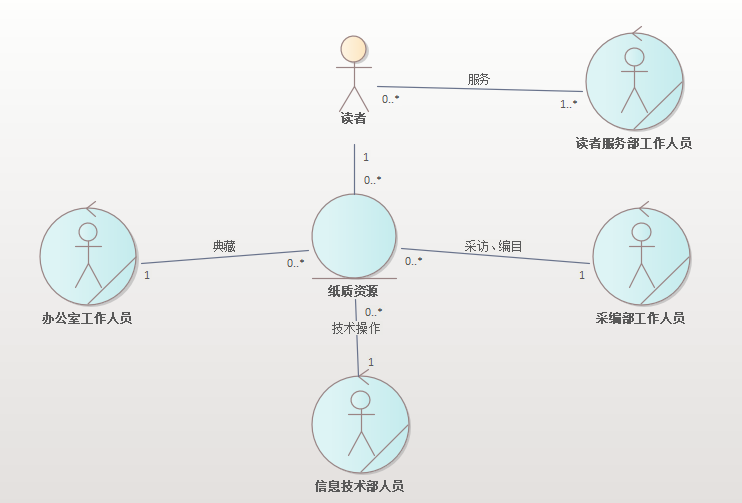 服务
0..*
1..*
读者
读者服务部工作人员
1
0..*
典藏
采访、编目
0..*
0..*
1
1
纸质资源
办公室工作人员
采编部工作人员
0..*
技术操作
1
信息技术部人员